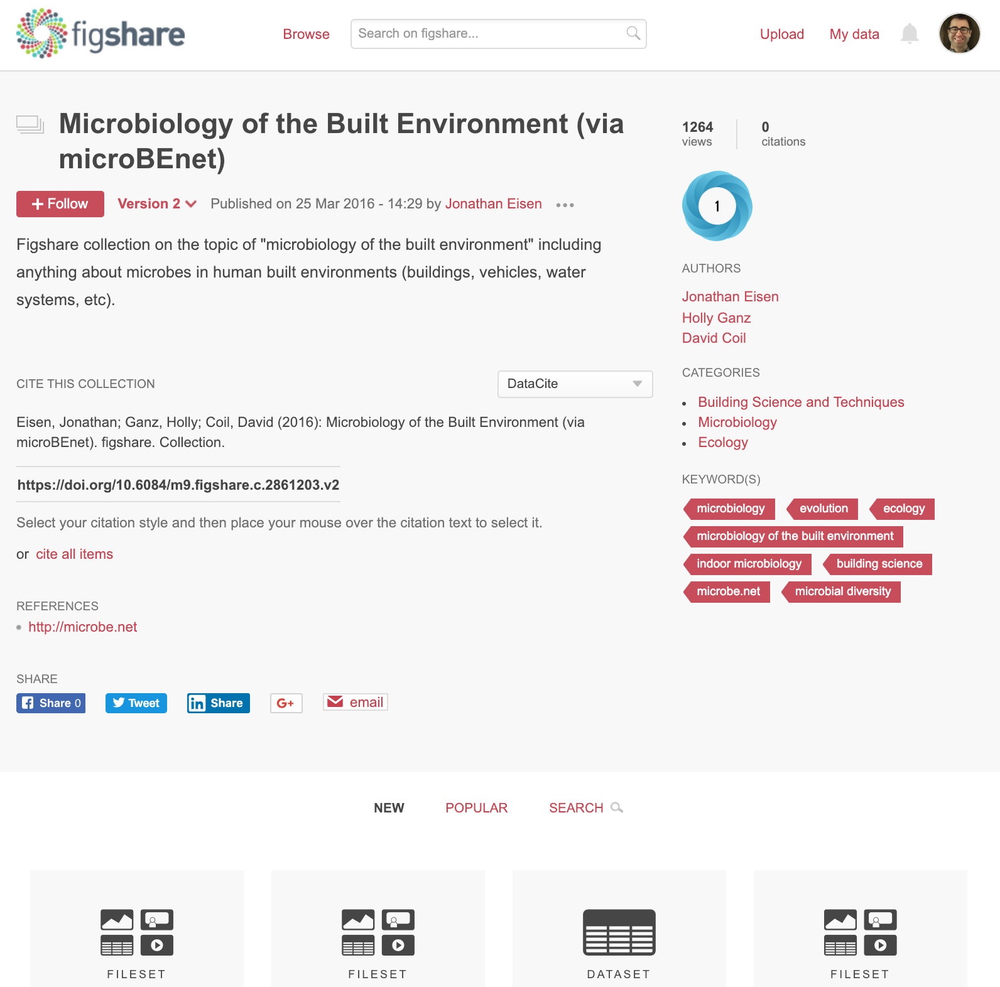 figshare
Browse
Search on figshare...
Upload
My data
Microbiology of the Built Environment (via
microBEnet)
Follow
Version 2
Published on 25 Mar 2016 - 14:29 by Jonathan Eisen
Figshare collection on the topic of "microbiology of the built environment" including
anything about microbes in human built environments (buildings, vehicles, water
systems, etc).
CITE THIS COLLECTION
DataCite
Eisen, Jonathan; Ganz, Holly; Coil, David (2016): Microbiology of the Built Environment (via
microBEnet). figshare. Collection.
https://doi.org/10.6084/m9.figshare.c.2861203.v2
Select your citation style and then place your mouse over the citation text to select it.
or cite all items
REFERENCES
http://microbe.net
SHARE
Share 0
Tweet
in Share
G+
email
1264
views
0
citations
1
AUTHORS
Jonathan Eisen
Holly Ganz
David Coil
CATEGORIES
Building Science and Techniques
Microbiology
Ecology
KEYWORD(S)
microbiology
evolution
ecology
microbiology of the built environment
indoor microbiology
building science
microbe.net
microbial diversity
NEW
POPULAR
SEARCH
FILESET
FILESET
DATASET
FILESET